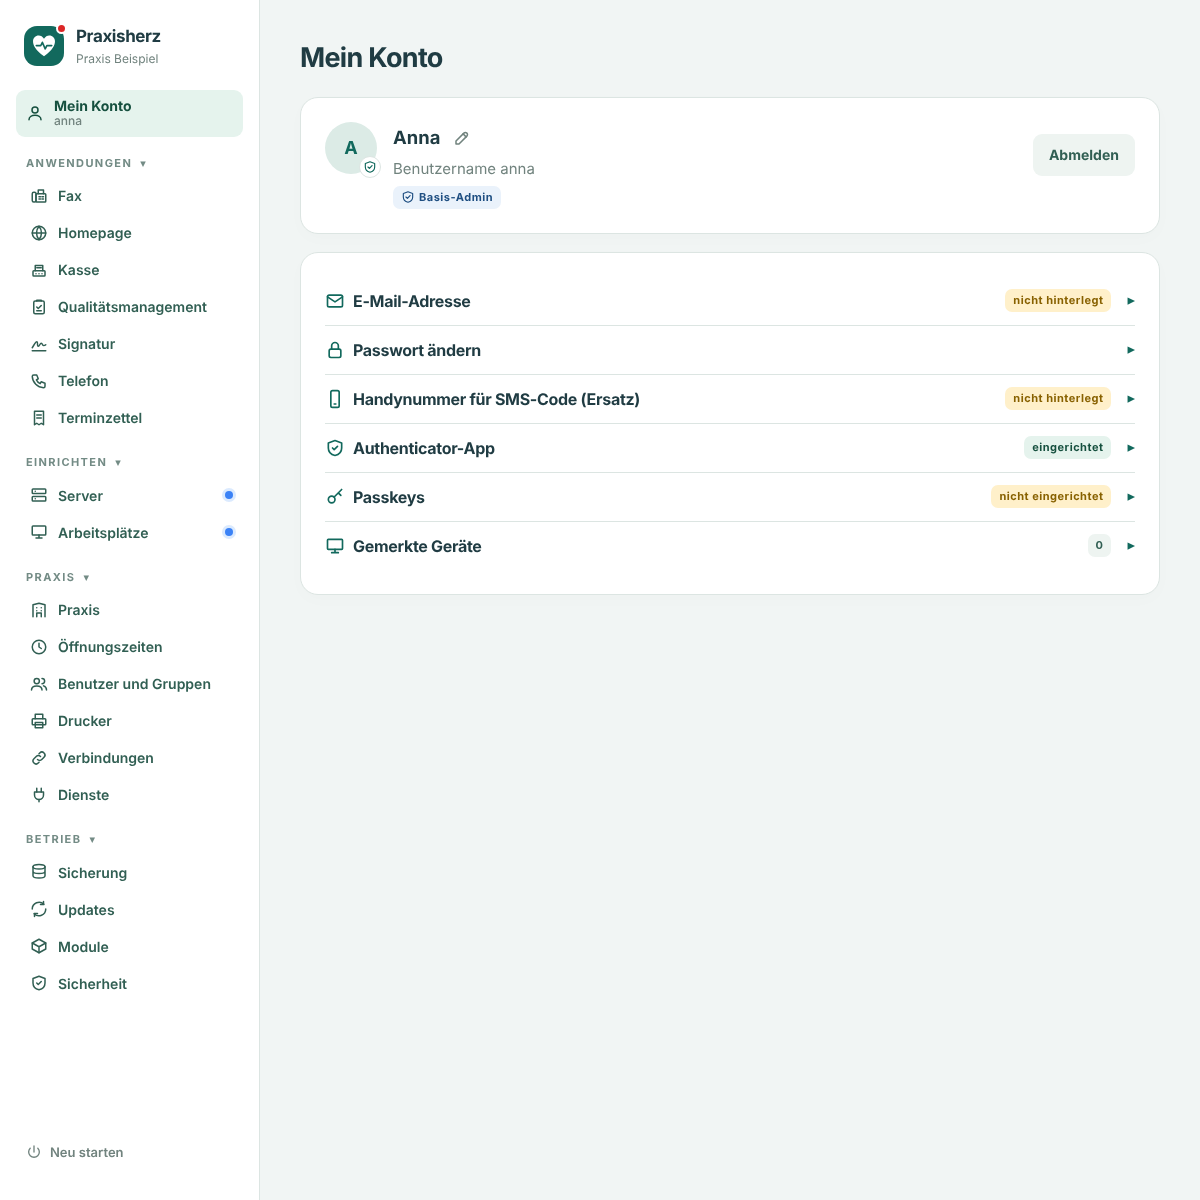 Praxisherz
Praxis Beispiel
Mein Konto
anna
ANWENDUNGEN ▾
Fax
Homepage
Kasse
Qualitätsmanagement
Signatur
Telefon
Terminzettel
EINRICHTEN ▾
Server
Arbeitsplätze
PRAXIS ▾
Praxis
Öffnungszeiten
Benutzer und Gruppen
Drucker
Verbindungen
Dienste
BETRIEB ▾
Sicherung
Updates
Module
Sicherheit
Neu starten
Mein Konto
A
Anna
Benutzername anna
Basis-Admin
Abmelden
E-Mail-Adresse nicht hinterlegt ▸
Passwort ändern ▸
Handynummer für SMS-Code (Ersatz) nicht hinterlegt ▸
Authenticator-App eingerichtet ▸
Passkeys nicht eingerichtet ▸
Gemerkte Geräte 0 ▸